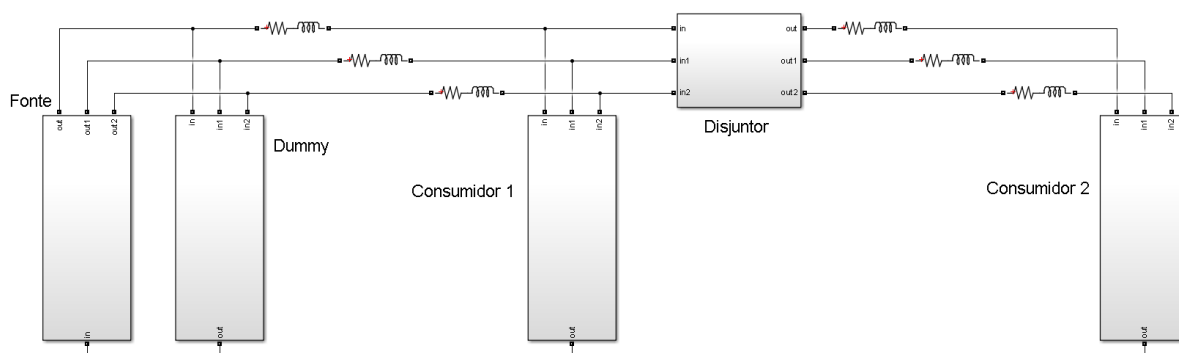 in
out
in1
out1
in2
out2
Disjuntor
Fonte
out
out1
out2
in
in
in1
in2
out
Dummy
in
in1
in2
out
Consumidor 1
in
in1
in2
out
Consumidor 2